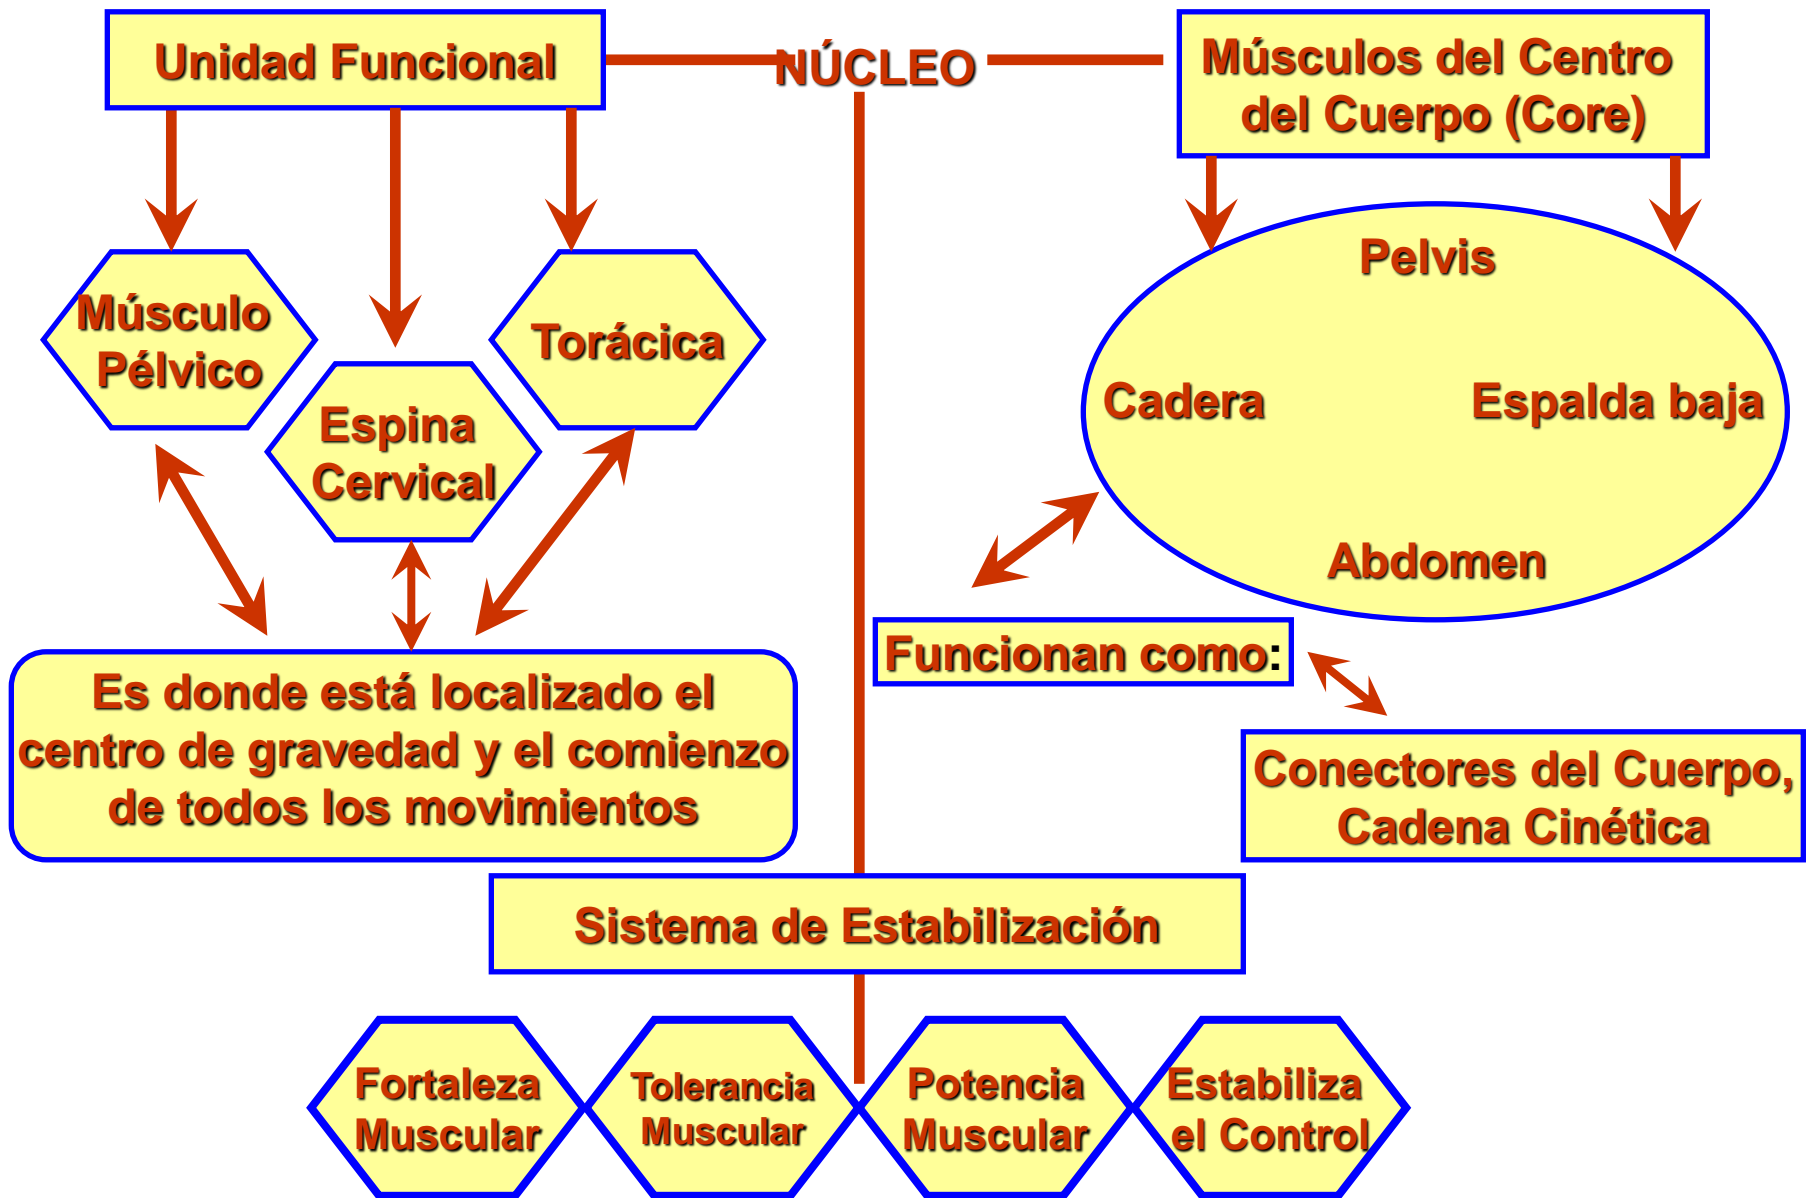 Unidad Funcional
NÚCLEO
Músculos del Centro
del Cuerpo (Core)
Músculo
Pélvico
Espina
Cervical
Torácica
Pelvis
Cadera
Espalda baja
Abdomen
Es donde está localizado el
centro de gravedad y el comienzo
de todos los movimientos
Funcionan como:
Conectores del Cuerpo,
Cadena Cinética
Sistema de Estabilización
Fortaleza
Muscular
Tolerancia
Muscular
Potencia
Muscular
Estabiliza
el Control